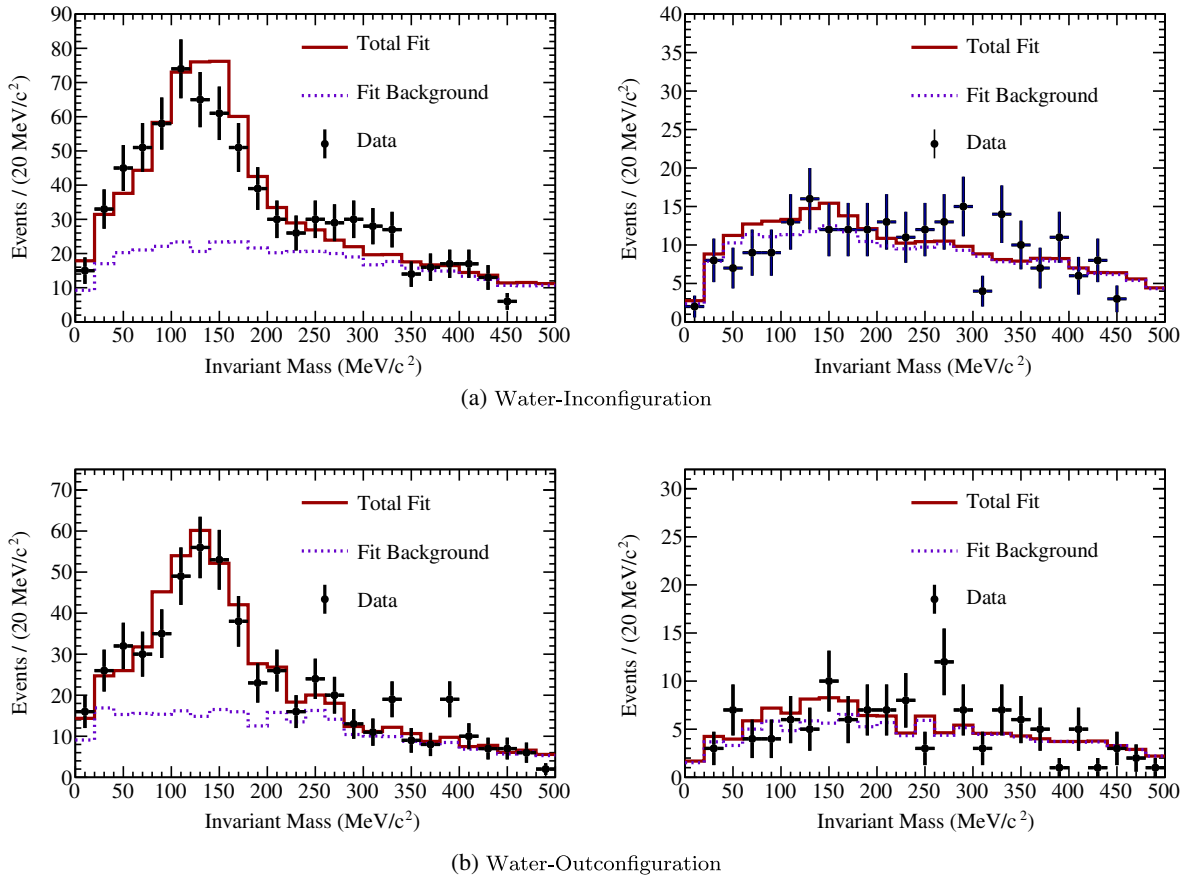 90
80
70
60
50
40
30
20
10
0
Events / (20 MeV/c²)
Total Fit
Fit Background
Data
0 50 100 150 200 250 300 350 400 450 500
Invariant Mass (MeV/c²)
40
35
30
25
20
15
10
5
0
Events / (20 MeV/c²)
Total Fit
Fit Background
Data
0 50 100 150 200 250 300 350 400 450 500
Invariant Mass (MeV/c²)
(a) Water-Inconfiguration
70
60
50
40
30
20
10
0
Events / (20 MeV/c²)
Total Fit
Fit Background
Data
0 50 100 150 200 250 300 350 400 450 500
Invariant Mass (MeV/c²)
30
25
20
15
10
5
0
Events / (20 MeV/c²)
Total Fit
Fit Background
Data
0 50 100 150 200 250 300 350 400 450 500
Invariant Mass (MeV/c²)
(b) Water-Outconfiguration